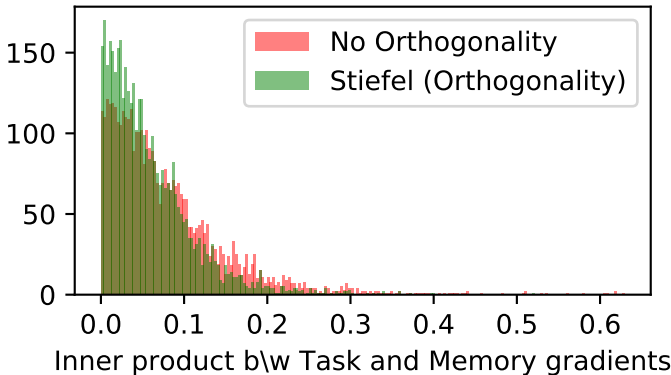 No Orthogonality
Stiefel (Orthogonality)
150
100
50
0
0.0 0.1 0.2 0.3 0.4 0.5 0.6
Inner product b\w Task and Memory gradients